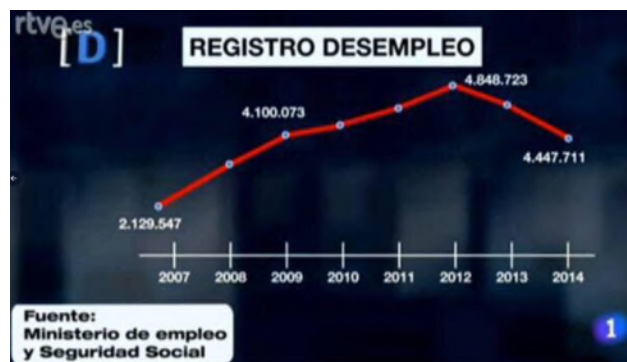 rtve.es
[D]
REGISTRO DESEMPLEO
4.848.723
4.100.073
4.447.711
2.129.547
2007 2008 2009 2010 2011 2012 2013 2014
Fuente:
Ministerio de empleo
y Seguridad Social
1